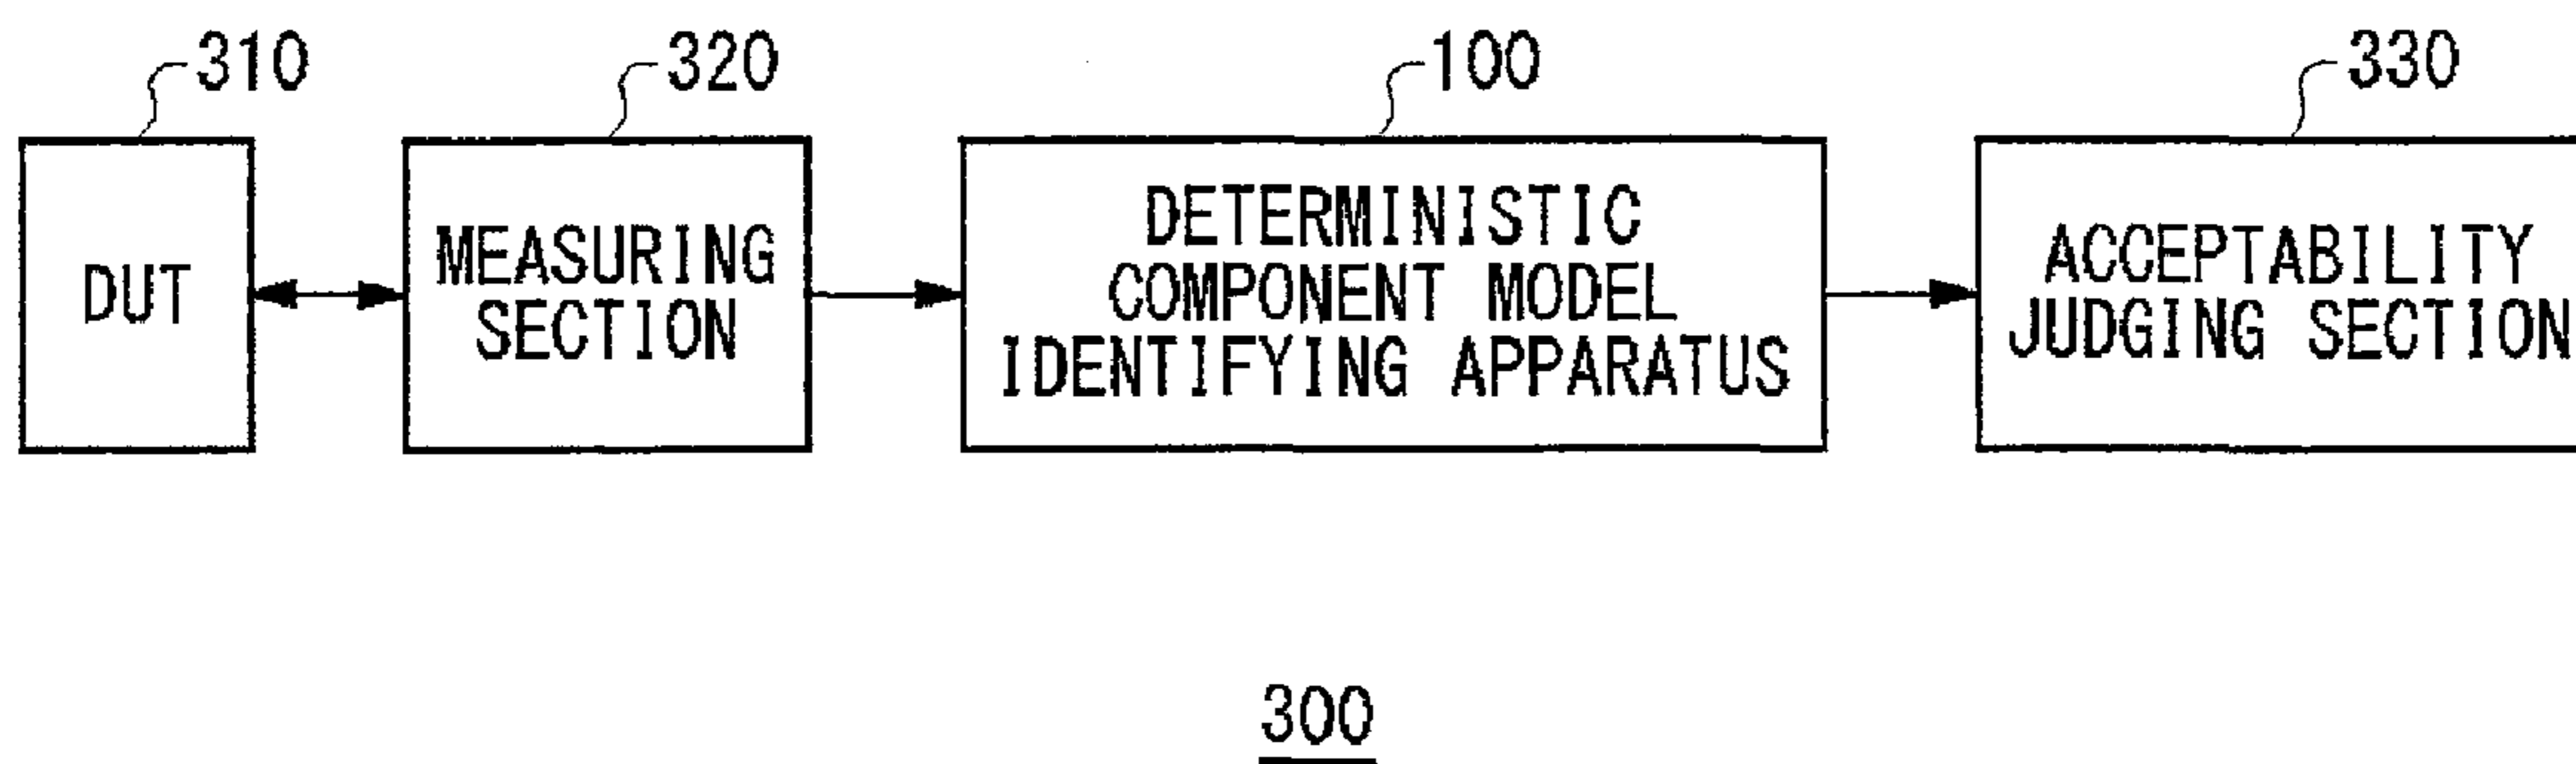 310
320
100
330
DUT
MEASURING
SECTION
DETERMINISTIC
COMPONENT MODEL
IDENTIFYING APPARATUS
ACCEPTABILITY
JUDGING SECTION
300